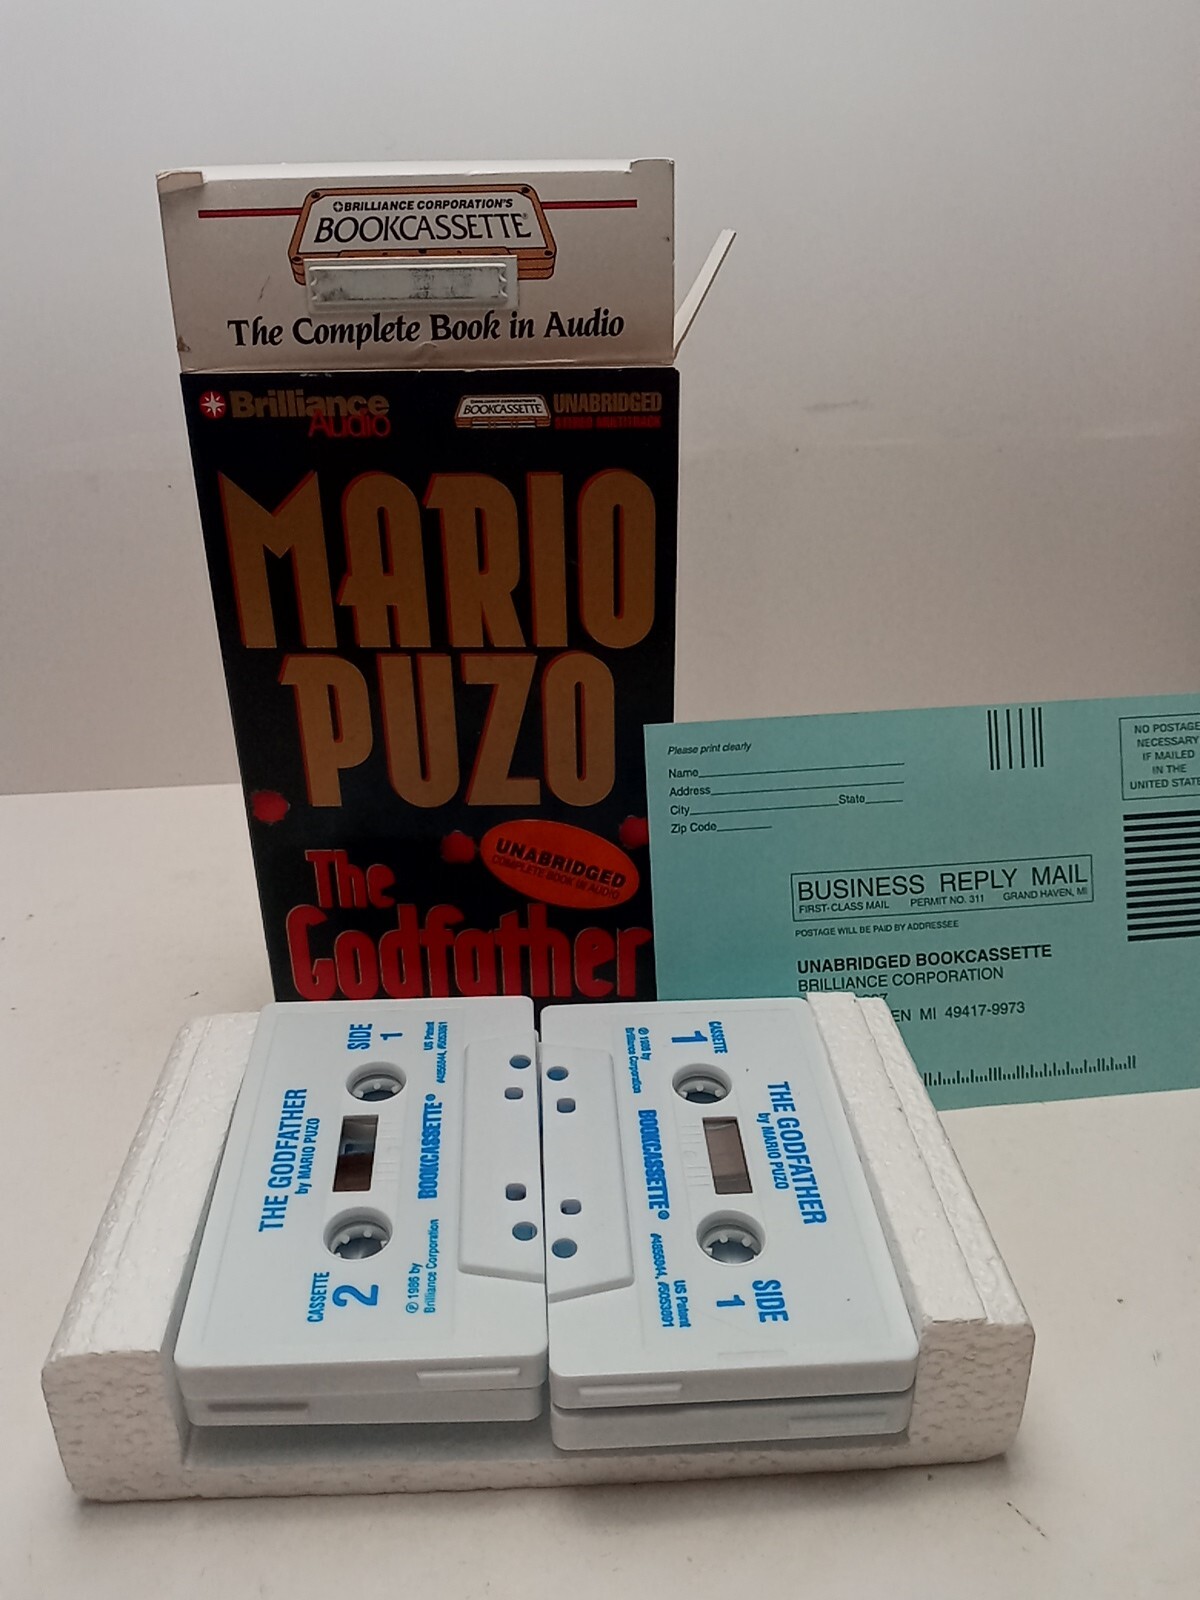 BRILLIANCE CORPORATION'S
BOOKCASSETTE®
The Complete Book in Audio
Brilliance
Audio
BOOKCASSETTE
UNABRIDGED
MARIO
PUZO
UNABRIDGED
COMPLETE BOOK IN AUDIO
The
Godfather
Please print clearly
Name
Address
City State
Zip Code
NO POSTAGE
NECESSARY
IF MAILED
IN THE
UNITED STATE
BUSINESS REPLY MAIL
FIRST-CLASS MAIL PERMIT NO. 311 GRAND HAVEN, MI
POSTAGE WILL BE PAID BY ADDRESSEE
UNABRIDGED BOOKCASSETTE
BRILLIANCE CORPORATION
EN MI 49417-9973
THE GODFATHER
by MARIO PUZO
SIDE
1
CASSETTE
2
BOOKCASSETTE®
℗ 1986 by
Brilliance Corporation
US Patent
THE GODFATHER
by MARIO PUZO
CASSETTE
1
SIDE
1
BOOKCASSETTE®
Brilliance Corporation
US Patent